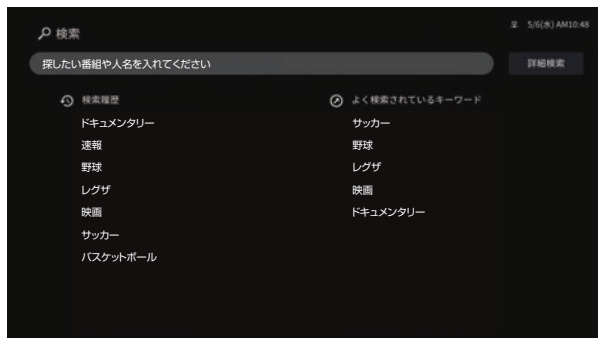 5/6(水) AM10:48
検索
探したい番組や人名を入れてください
詳細検索
検索履歴
ドキュメンタリー
速報
野球
レグザ
映画
サッカー
バスケットボール
よく検索されているキーワード
サッカー
野球
レグザ
映画
ドキュメンタリー